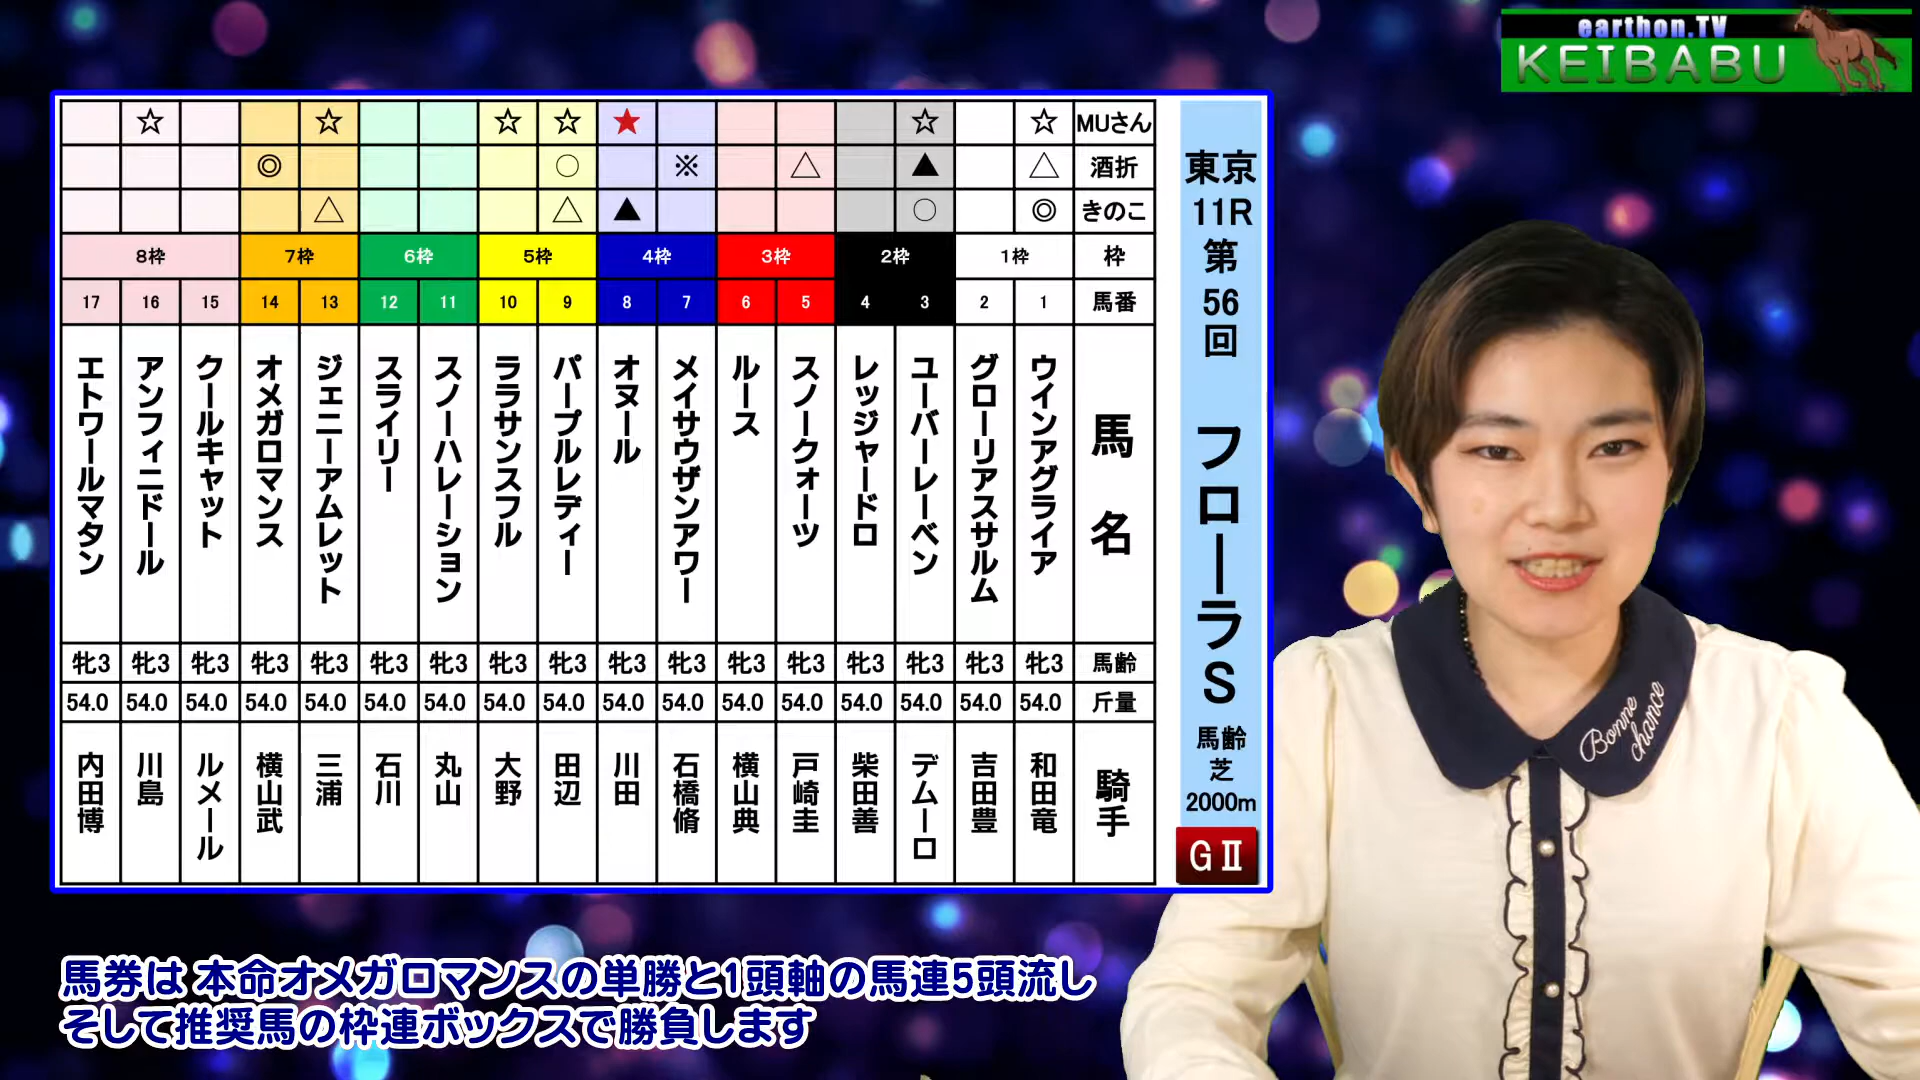 earthon.TV
KEIBABU
☆ ☆ ☆ ☆ ★ ☆ ☆ MUさん
◎ ○ ※ △ ▲ △ 酒折
△ △ ▲ ○ ◎ きのこ
8枠 7枠 6枠 5枠 4枠 3枠 2枠 1枠 枠
17 16 15 14 13 12 11 10 9 8 7 6 5 4 3 2 1 馬番
エトワールマタン アンフィニドール クールキャット オメガロマンス ジェニーアムレット スライリー スノーハレーション ララサンスフル パープルレディー オヌール メイサウザンアワー ルース スノークォーツ レッジャードロ ユーバーレーベン グローリアスサルム ウインアグライア 馬名
牝3 牝3 牝3 牝3 牝3 牝3 牝3 牝3 牝3 牝3 牝3 牝3 牝3 牝3 牝3 牝3 牝3 馬齢
54.0 54.0 54.0 54.0 54.0 54.0 54.0 54.0 54.0 54.0 54.0 54.0 54.0 54.0 54.0 54.0 54.0 斤量
内田博 川島 ルメール 横山武 三浦 石川 丸山 大野 田辺 川田 石橋脩 横山典 戸崎圭 柴田善 デムーロ 吉田豊 和田竜 騎手
東京
11R
第
56
回
フローラS
馬齢
芝
2000m
GⅡ
Bonne
chance
馬券は 本命オメガロマンスの単勝と1頭軸の馬連5頭流し
そして推奨馬の枠連ボックスで勝負します